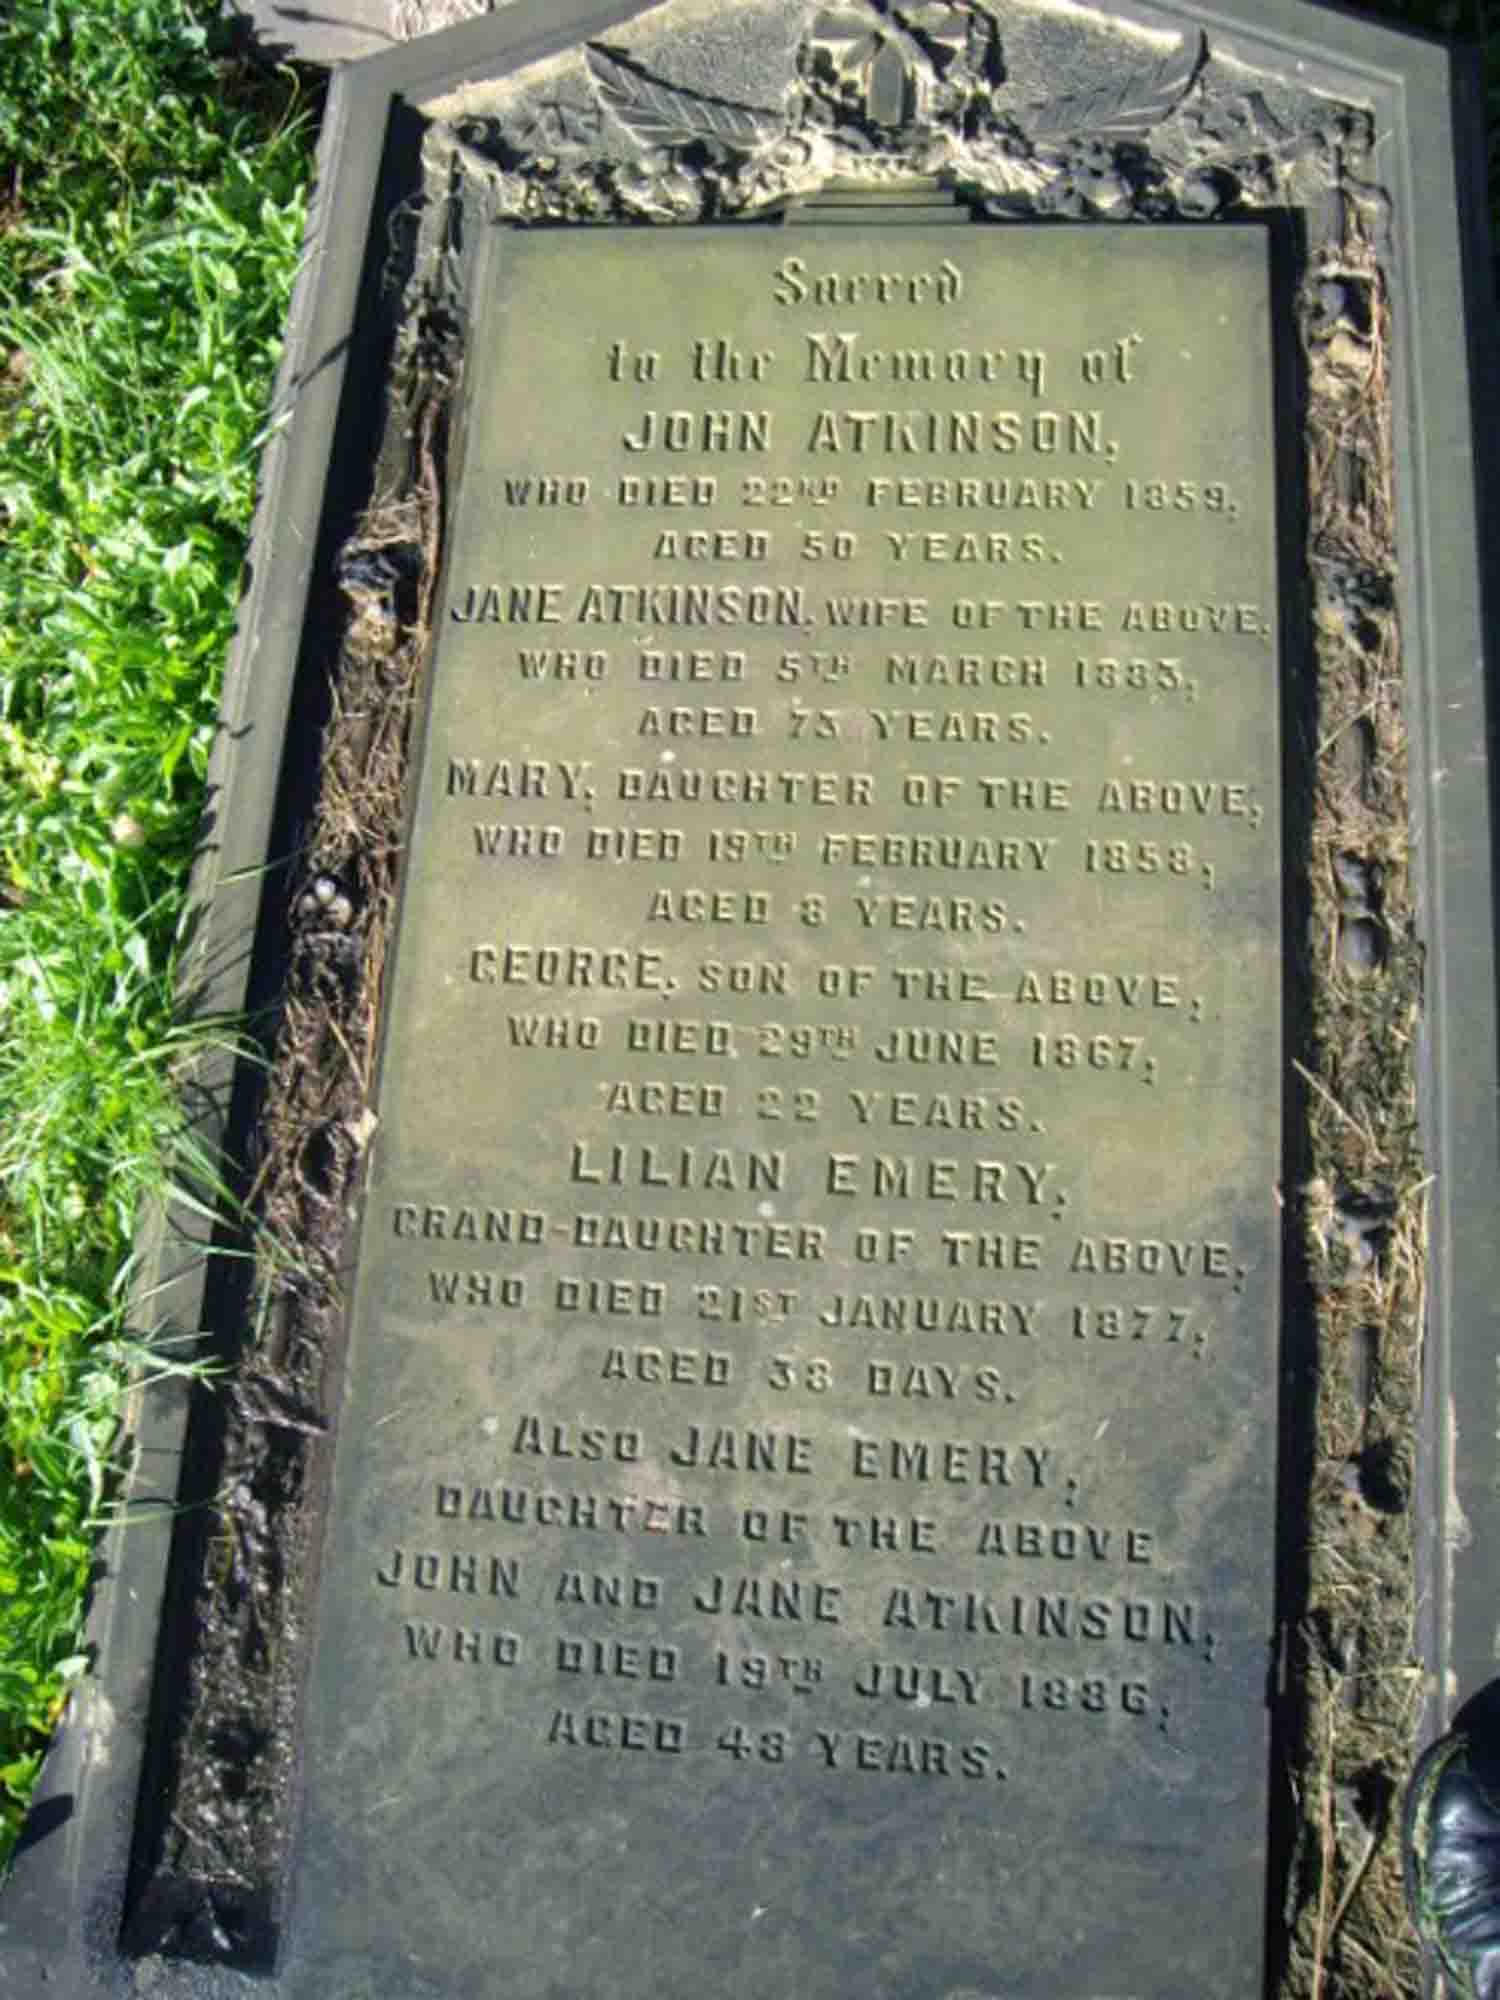 Sacred
to the Memory of
JOHN ATKINSON,
WHO DIED 22ND FEBRUARY 1859,
AGED 50 YEARS.
JANE ATKINSON, WIFE OF THE ABOVE,
WHO DIED 5TH MARCH 1883,
AGED 73 YEARS.
MARY, DAUGHTER OF THE ABOVE,
WHO DIED 19TH FEBRUARY 1858,
AGED 8 YEARS.
GEORGE, SON OF THE ABOVE,
WHO DIED 29TH JUNE 1867,
AGED 22 YEARS.
LILIAN EMERY,
GRAND-DAUGHTER OF THE ABOVE,
WHO DIED 21ST JANUARY 1877,
AGED 38 DAYS.
ALSO JANE EMERY,
DAUGHTER OF THE ABOVE
JOHN AND JANE ATKINSON,
WHO DIED 19TH JULY 1886,
AGED 48 YEARS.